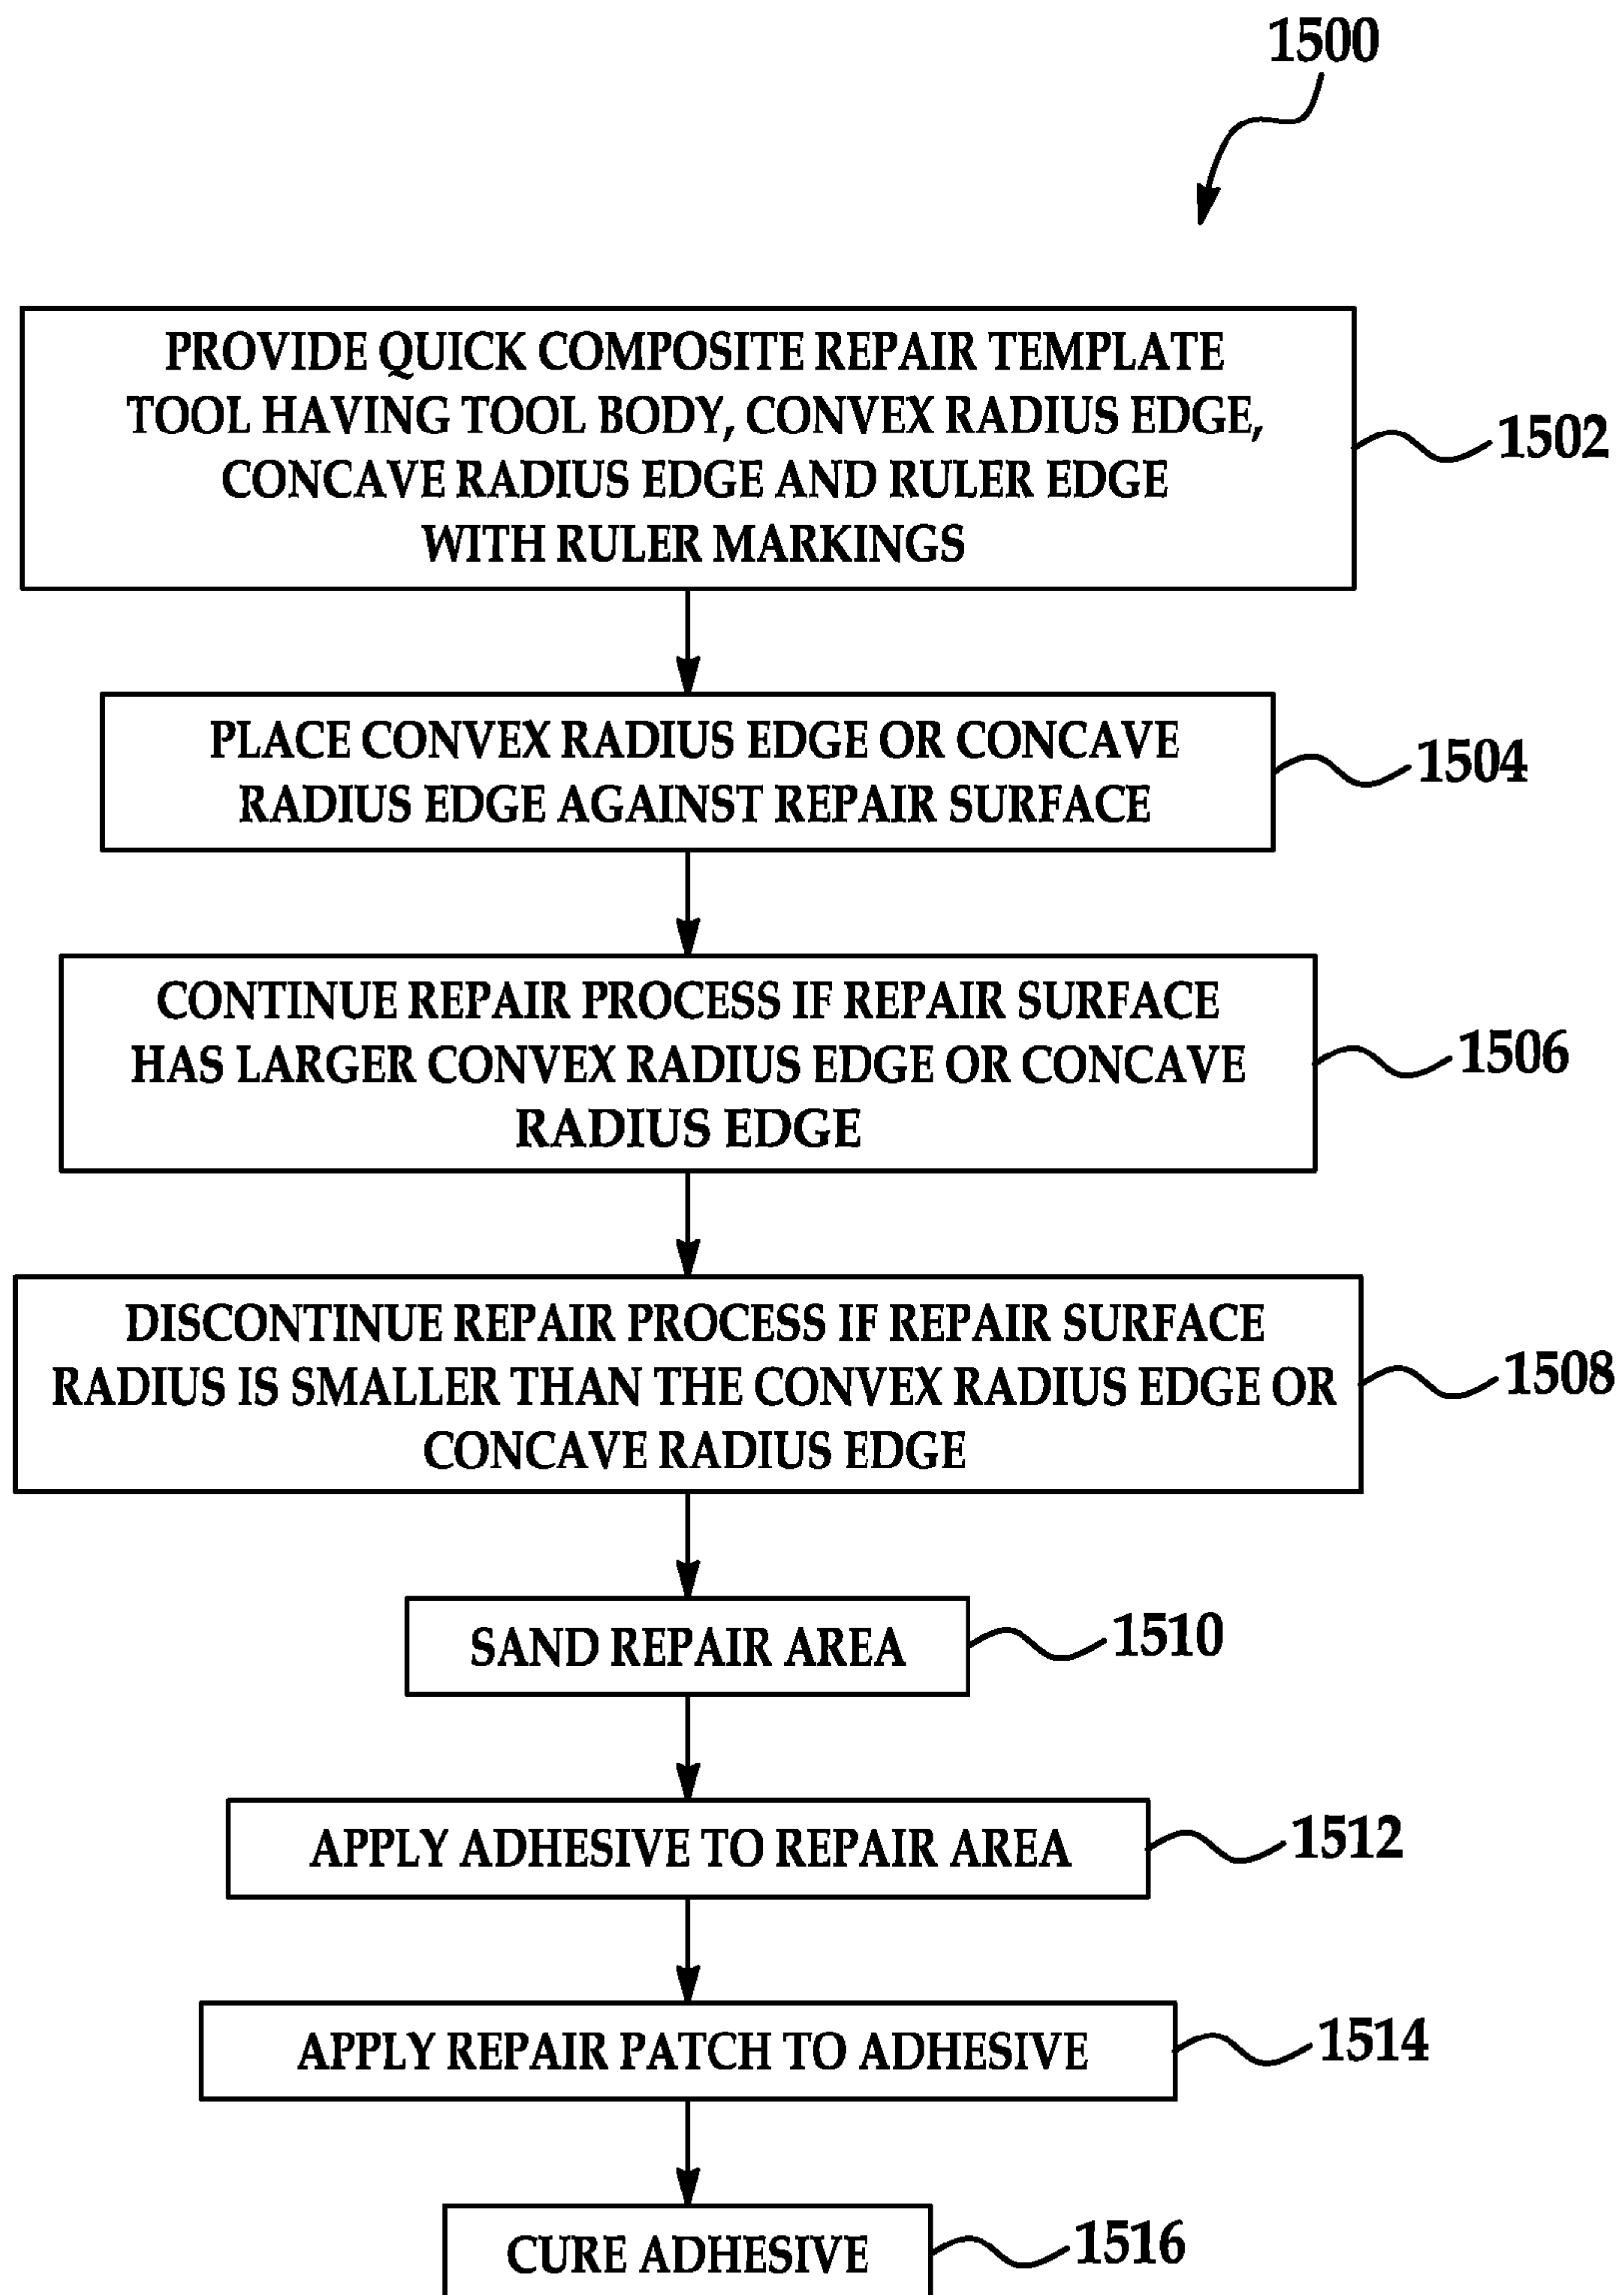 1500
PROVIDE QUICK COMPOSITE REPAIR TEMPLATE
TOOL HAVING TOOL BODY, CONVEX RADIUS EDGE,
CONCAVE RADIUS EDGE AND RULER EDGE
WITH RULER MARKINGS
1502
PLACE CONVEX RADIUS EDGE OR CONCAVE
RADIUS EDGE AGAINST REPAIR SURFACE
1504
CONTINUE REPAIR PROCESS IF REPAIR SURFACE
HAS LARGER CONVEX RADIUS EDGE OR CONCAVE
RADIUS EDGE
1506
DISCONTINUE REPAIR PROCESS IF REPAIR SURFACE
RADIUS IS SMALLER THAN THE CONVEX RADIUS EDGE OR
CONCAVE RADIUS EDGE
1508
SAND REPAIR AREA
1510
APPLY ADHESIVE TO REPAIR AREA
1512
APPLY REPAIR PATCH TO ADHESIVE
1514
CURE ADHESIVE
1516